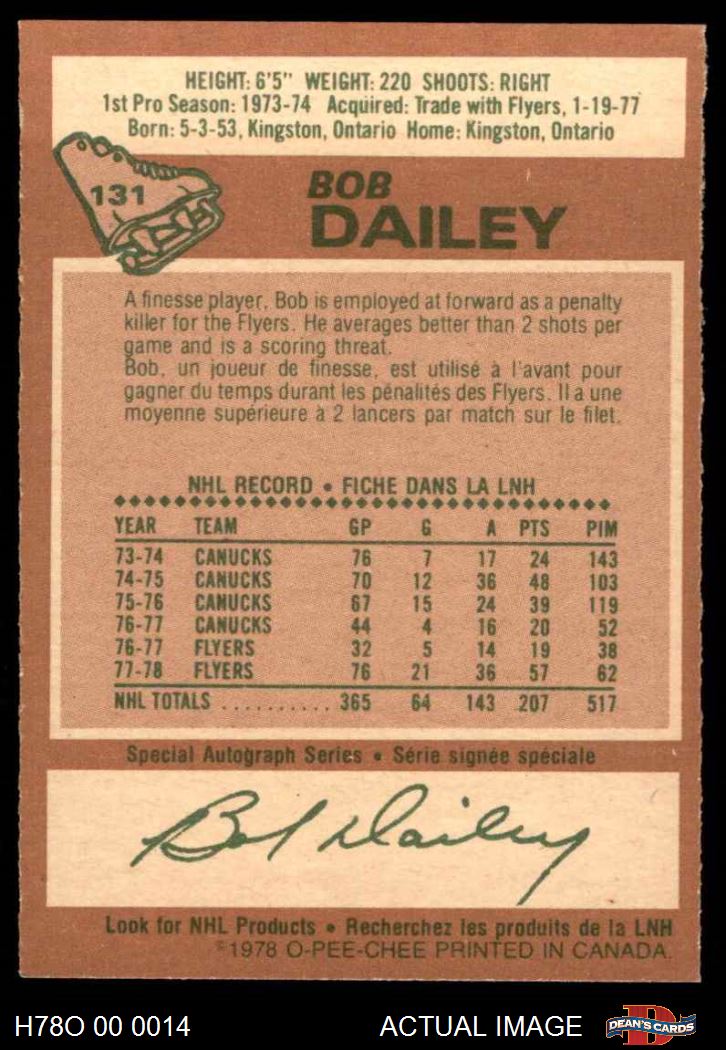 HEIGHT: 6'5" WEIGHT: 220 SHOOTS: RIGHT
1st Pro Season: 1973-74 Acquired: Trade with Flyers, 1-19-77
Born: 5-3-53, Kingston, Ontario Home: Kingston, Ontario
131
BOB
DAILEY
A finesse player, Bob is employed at forward as a penalty
killer for the Flyers. He averages better than 2 shots per
game and is a scoring threat.
Bob, un joueur de finesse, est utilisé à l'avant pour
gagner du temps durant les pénalités des Flyers. Il a une
moyenne supérieure à 2 lancers par match sur le filet.
NHL RECORD • FICHE DANS LA LNH
YEAR TEAM GP G A PTS PIM
73-74 CANUCKS 76 7 17 24 143
74-75 CANUCKS 70 12 36 48 103
75-76 CANUCKS 67 15 24 39 119
76-77 CANUCKS 44 4 16 20 52
76-77 FLYERS 32 5 14 19 38
77-78 FLYERS 76 21 36 57 62
NHL TOTALS .......... 365 64 143 207 517
Special Autograph Series • Série signée spéciale
Bob Dailey
Look for NHL Products • Recherchez les produits de la LNH
©1978 O-PEE-CHEE PRINTED IN CANADA.
H78O 00 0014 ACTUAL IMAGE DEAN'S CARDS